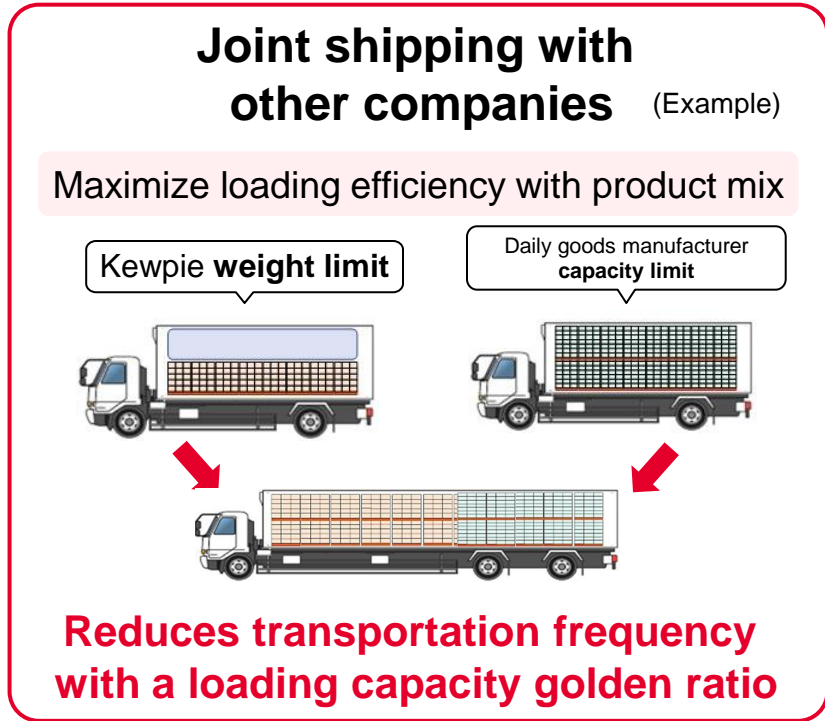 Joint shipping with
other companies (Example)
Maximize loading efficiency with product mix
Kewpie weight limit
Daily goods manufacturer
capacity limit
Reduces transportation frequency
with a loading capacity golden ratio